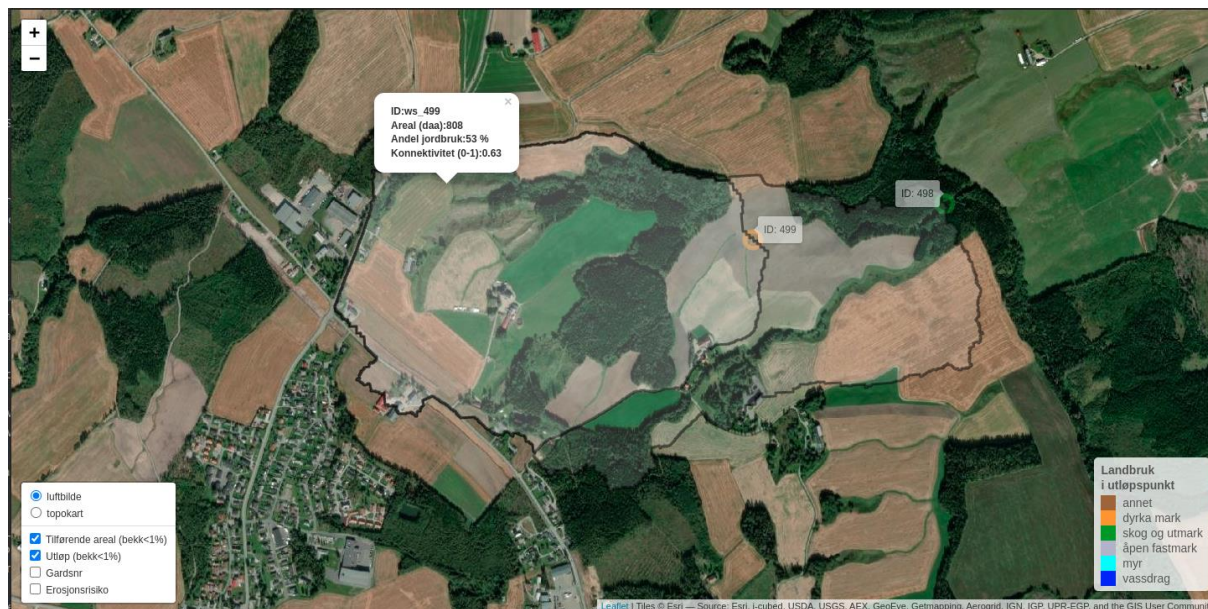 +
−
×
ID:ws_499
Areal (daa):808
Andel jordbruk:53 %
Konnektivitet (0-1):0.63
ID: 498
ID: 499
luftbilde
topokart
Tilførende areal (bekk<1%)
Utløp (bekk<1%)
Gardsnr
Erosjonsrisiko
Landbruk
i utløpspunkt
annet
dyrka mark
skog og utmark
åpen fastmark
myr
vassdrag
Leaflet | Tiles © Esri — Source: Esri, i-cubed, USDA, USGS, AEX, GeoEye, Getmapping, Aerogrid, IGN, IGP, UPR-EGP, and the GIS User Communi